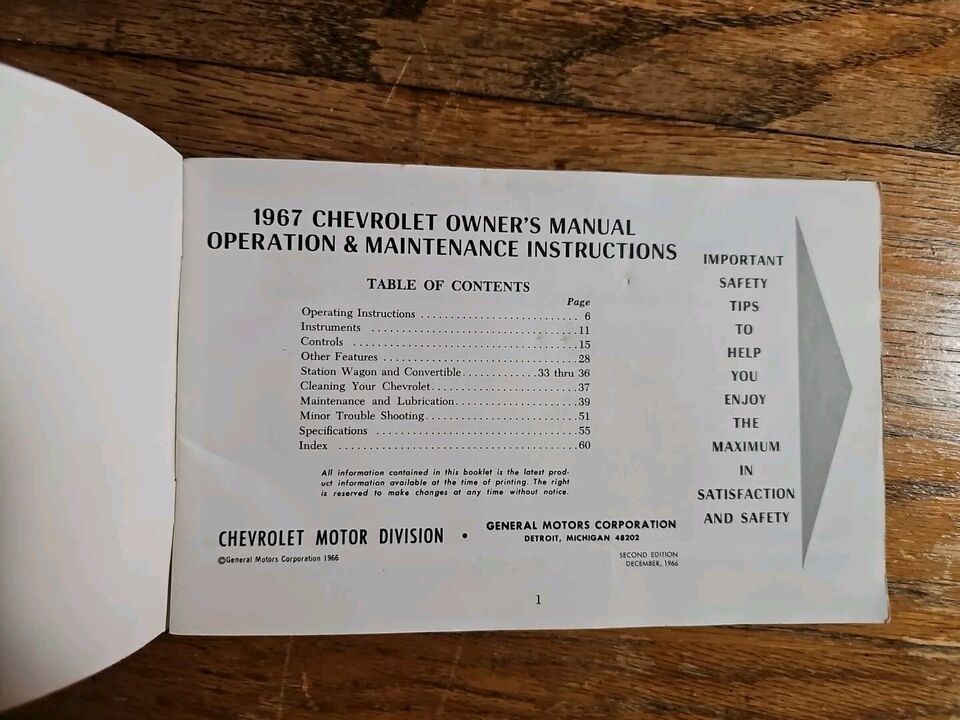 1967 CHEVROLET OWNER'S MANUAL
OPERATION & MAINTENANCE INSTRUCTIONS
TABLE OF CONTENTS
Page
Operating Instructions . . . . . . . . . . . . . . . . . . . . . . . . . . 6
Instruments . . . . . . . . . . . . . . . . . . . . . . . . . . . . . . . . . .11
Controls . . . . . . . . . . . . . . . . . . . . . . . . . . . . . . . . . . . . .15
Other Features . . . . . . . . . . . . . . . . . . . . . . . . . . . . . . . .28
Station Wagon and Convertible. . . . . . . . . . . .33 thru 36
Cleaning Your Chevrolet. . . . . . . . . . . . . . . . . . . . . . . .37
Maintenance and Lubrication. . . . . . . . . . . . . . . . . . . .39
Minor Trouble Shooting. . . . . . . . . . . . . . . . . . . . . . . . .51
Specifications . . . . . . . . . . . . . . . . . . . . . . . . . . . . . . . . .55
Index . . . . . . . . . . . . . . . . . . . . . . . . . . . . . . . . . . . . . . .60
All information contained in this booklet is the latest prod-
uct information available at the time of printing. The right
is reserved to make changes at any time without notice.
CHEVROLET MOTOR DIVISION •
GENERAL MOTORS CORPORATION
DETROIT, MICHIGAN 48202
©General Motors Corporation 1966
SECOND EDITION
DECEMBER, 1966
1
IMPORTANT
SAFETY
TIPS
TO
HELP
YOU
ENJOY
THE
MAXIMUM
IN
SATISFACTION
AND SAFETY